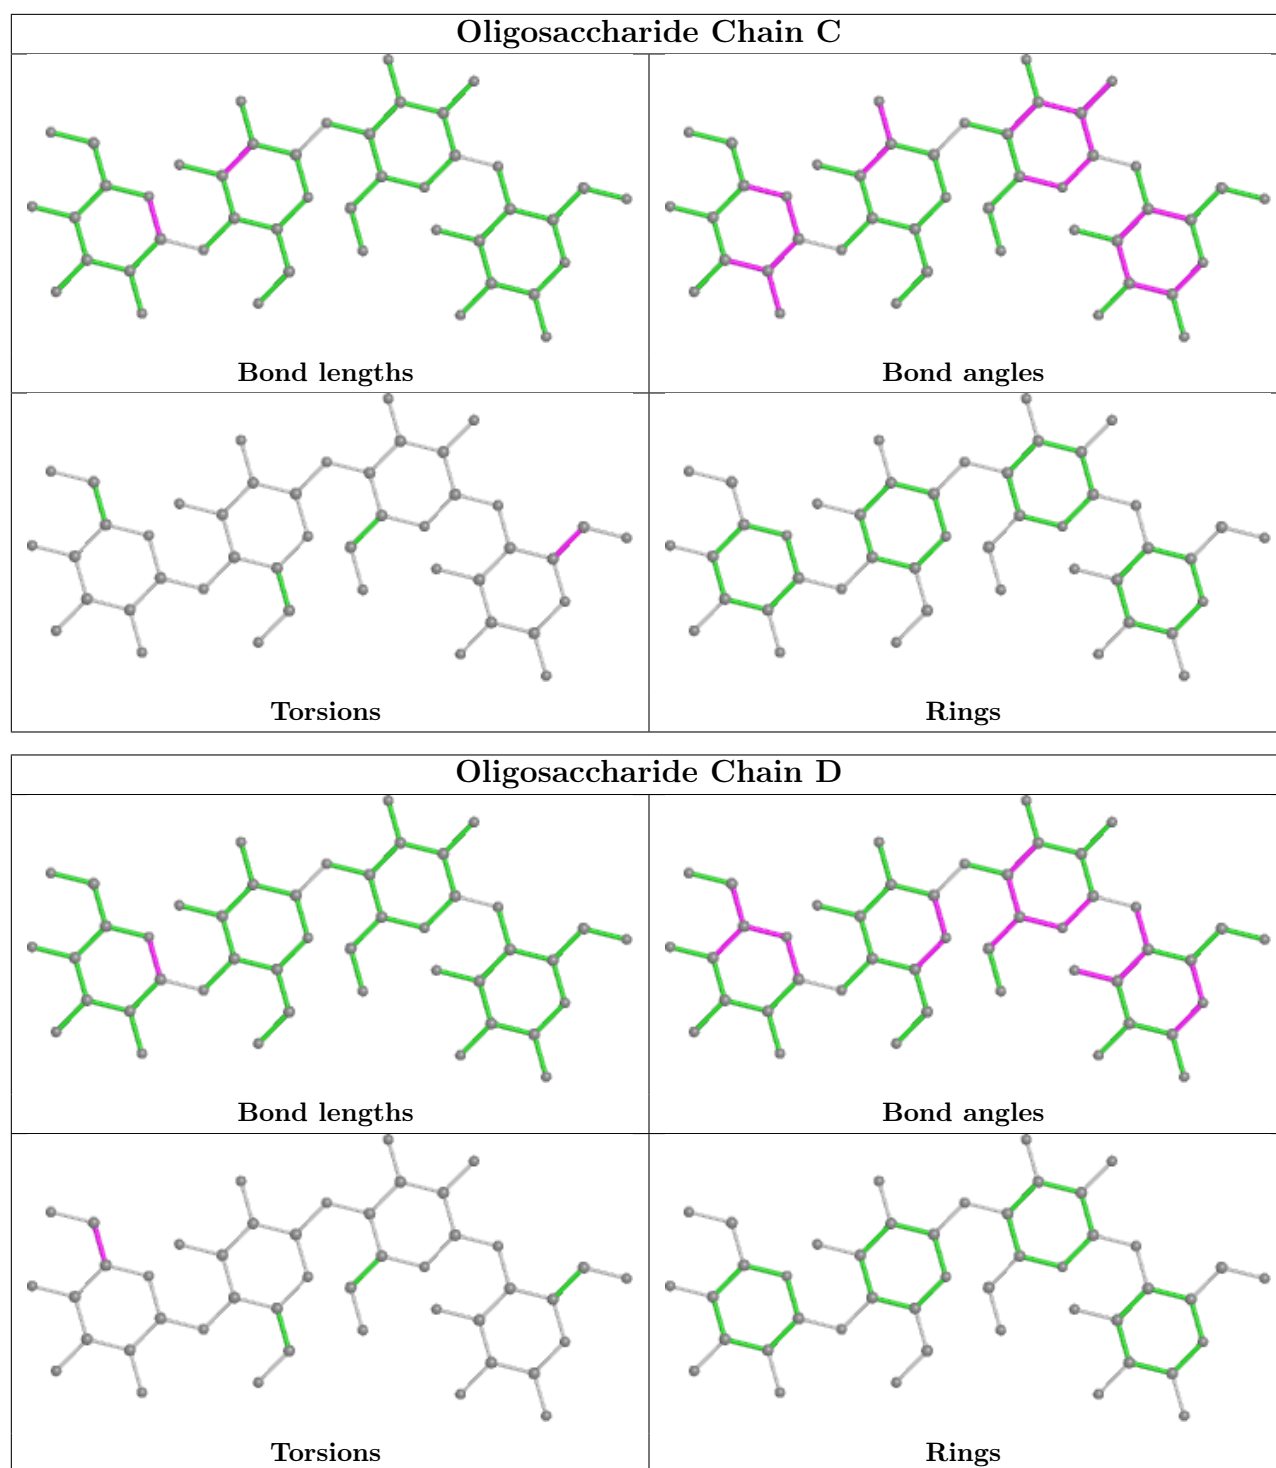 Oligosaccharide Chain C
Bond lengths
Bond angles
Torsions
Rings
Oligosaccharide Chain D
Bond lengths
Bond angles
Torsions
Rings